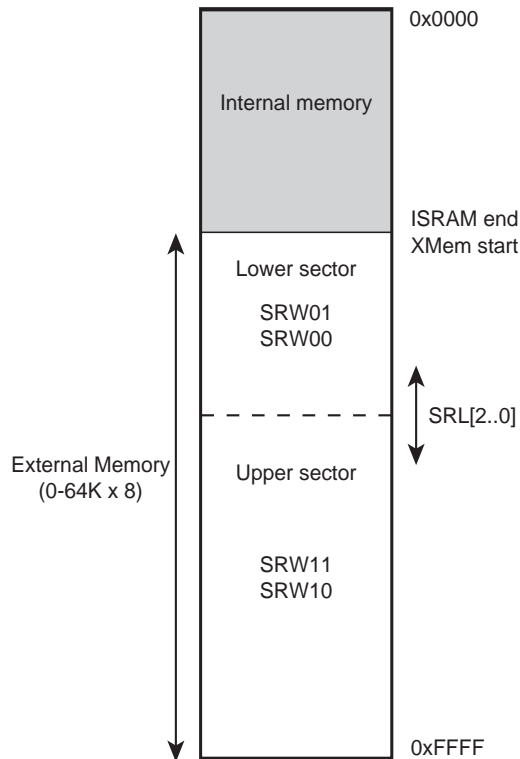 0x0000
Internal memory
ISRAM end
XMem start
Lower sector
SRW01
SRW00
SRL[2..0]
External Memory
(0-64K x 8)
Upper sector
SRW11
SRW10
0xFFFF